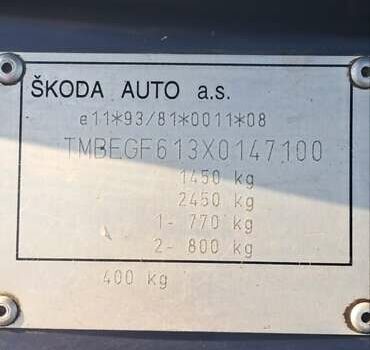 ŠKODA AUTO a.s.
e11*93/81*0011*08
TMBEGF613X0147100
1450 kg
2450 kg
1- 770 kg
2- 800 kg
400 kg